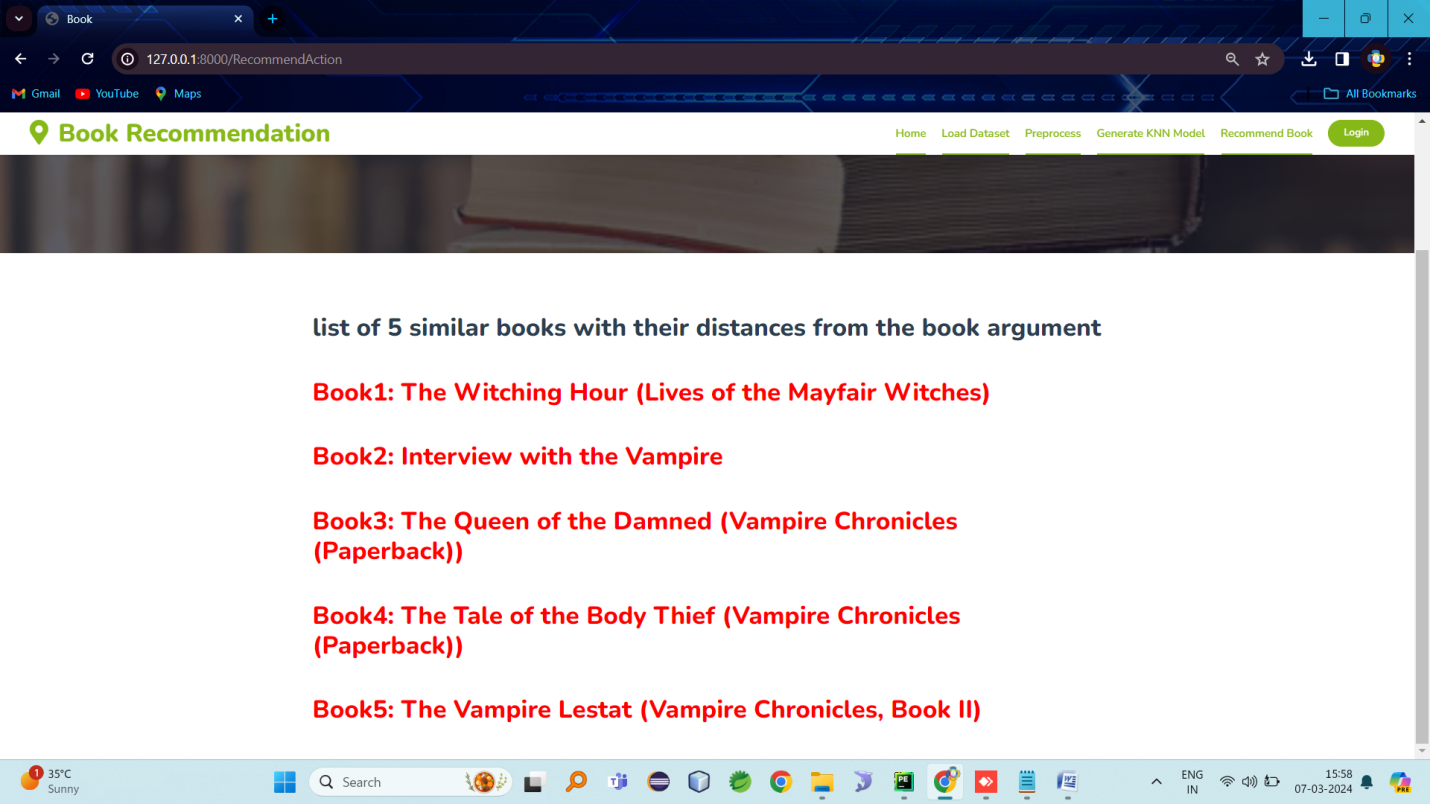 Book
127.0.0.1:8000/RecommendAction
Gmail YouTube Maps All Bookmarks
Book Recommendation Home Load Dataset Preprocess Generate KNN Model Recommend Book Login
list of 5 similar books with their distances from the book argument
Book1: The Witching Hour (Lives of the Mayfair Witches)
Book2: Interview with the Vampire
Book3: The Queen of the Damned (Vampire Chronicles
(Paperback))
Book4: The Tale of the Body Thief (Vampire Chronicles
(Paperback))
Book5: The Vampire Lestat (Vampire Chronicles, Book II)
1 35°C
Sunny
Search
PE
W
ENG
IN
15:58
07-03-2024
PRE